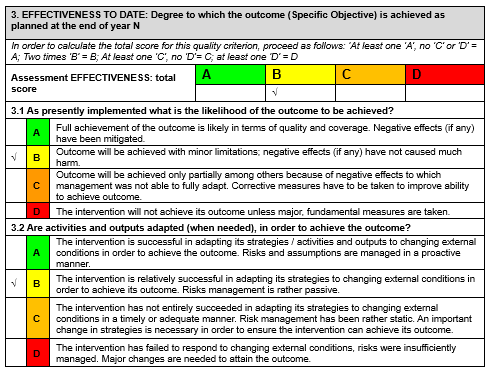 3. EFFECTIVENESS TO DATE: Degree to which the outcome (Specific Objective) is achieved as
planned at the end of year N
In order to calculate the total score for this quality criterion, proceed as follows: 'At least one 'A', no 'C' or 'D' =
A; Two times 'B' = B; At least one 'C', no 'D'= C; at least one 'D' = D
Assessment EFFECTIVENESS: total
score
A B C D
√
3.1 As presently implemented what is the likelihood of the outcome to be achieved?
A Full achievement of the outcome is likely in terms of quality and coverage. Negative effects (if any)
have been mitigated.
√ B Outcome will be achieved with minor limitations; negative effects (if any) have not caused much
harm.
C Outcome will be achieved only partially among others because of negative effects to which
management was not able to fully adapt. Corrective measures have to be taken to improve ability
to achieve outcome.
D The intervention will not achieve its outcome unless major, fundamental measures are taken.
3.2 Are activities and outputs adapted (when needed), in order to achieve the outcome?
A The intervention is successful in adapting its strategies / activities and outputs to changing external
conditions in order to achieve the outcome. Risks and assumptions are managed in a proactive
manner.
√ B The intervention is relatively successful in adapting its strategies to changing external conditions in
order to achieve its outcome. Risks management is rather passive.
C The intervention has not entirely succeeded in adapting its strategies to changing external
conditions in a timely or adequate manner. Risk management has been rather static. An important
change in strategies is necessary in order to ensure the intervention can achieve its outcome.
D The intervention has failed to respond to changing external conditions, risks were insufficiently
managed. Major changes are needed to attain the outcome.